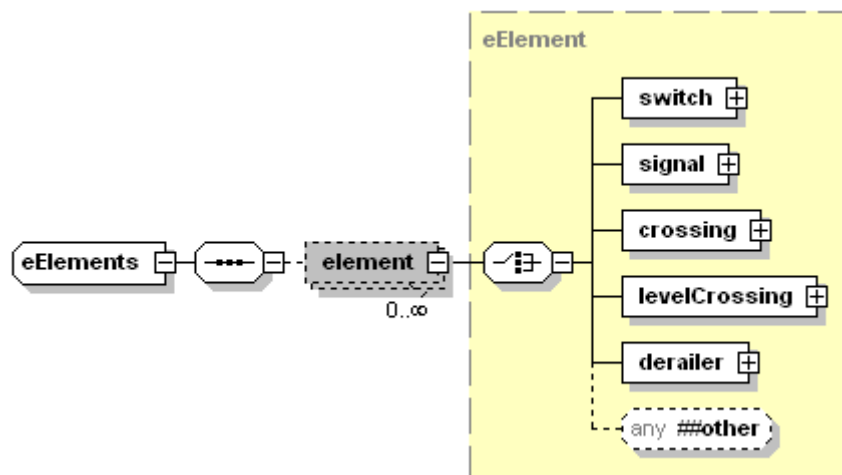 eElement
switch
signal
crossing
eElements
element
levelCrossing
0..∞
derailer
any ##other